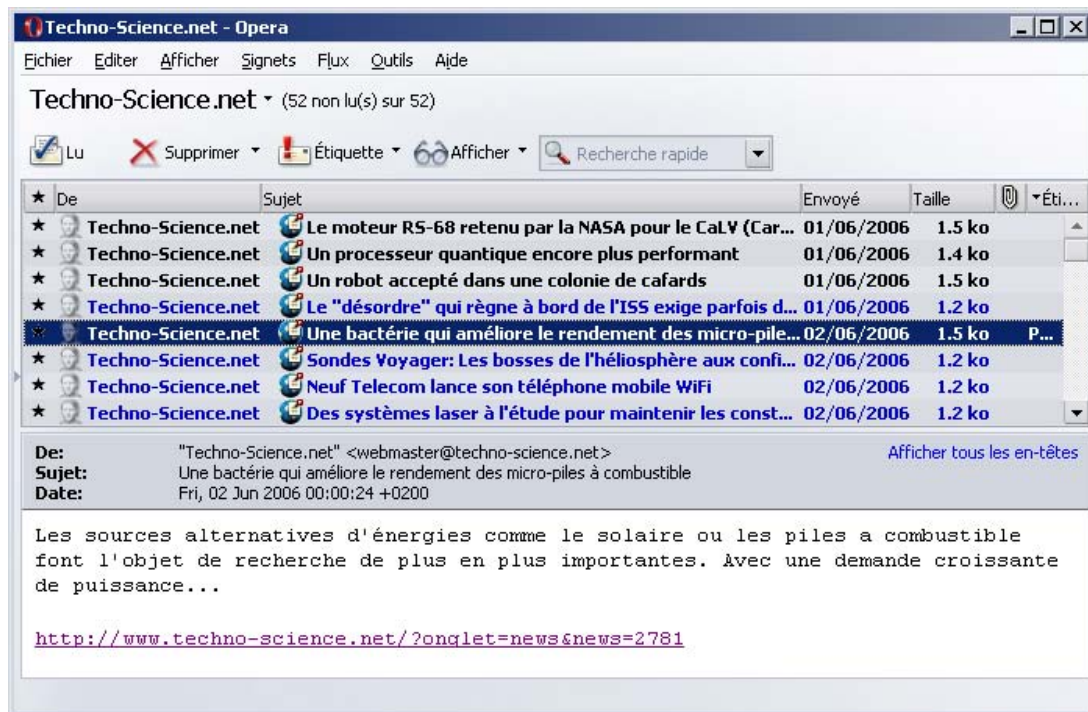 Techno-Science.net - Opera
Fichier Editer Afficher Signets Flux Outils Aide
Techno-Science.net (52 non lu(s) sur 52)
Lu Supprimer Étiquette Afficher Recherche rapide
De Sujet Envoyé Taille Éti...
Techno-Science.net Le moteur RS-68 retenu par la NASA pour le CaLV (Car... 01/06/2006 1.5 ko
Techno-Science.net Un processeur quantique encore plus performant 01/06/2006 1.4 ko
Techno-Science.net Un robot accepté dans une colonie de cafards 01/06/2006 1.5 ko
Techno-Science.net Le "désordre" qui règne à bord de l'ISS exige parfois d... 01/06/2006 1.2 ko
Techno-Science.net Une bactérie qui améliore le rendement des micro-pile... 02/06/2006 1.5 ko P...
Techno-Science.net Sondes Voyager: Les bosses de l'héliosphère aux confi... 02/06/2006 1.2 ko
Techno-Science.net Neuf Telecom lance son téléphone mobile WiFi 02/06/2006 1.2 ko
Techno-Science.net Des systèmes laser à l'étude pour maintenir les const... 02/06/2006 1.2 ko
De: "Techno-Science.net" <webmaster@techno-science.net> Afficher tous les en-têtes
Sujet: Une bactérie qui améliore le rendement des micro-piles à combustible
Date: Fri, 02 Jun 2006 00:00:24 +0200
Les sources alternatives d'énergies comme le solaire ou les piles a combustible
font l'objet de recherche de plus en plus importantes. Avec une demande croissante
de puissance...
http://www.techno-science.net/?onglet=news&news=2781